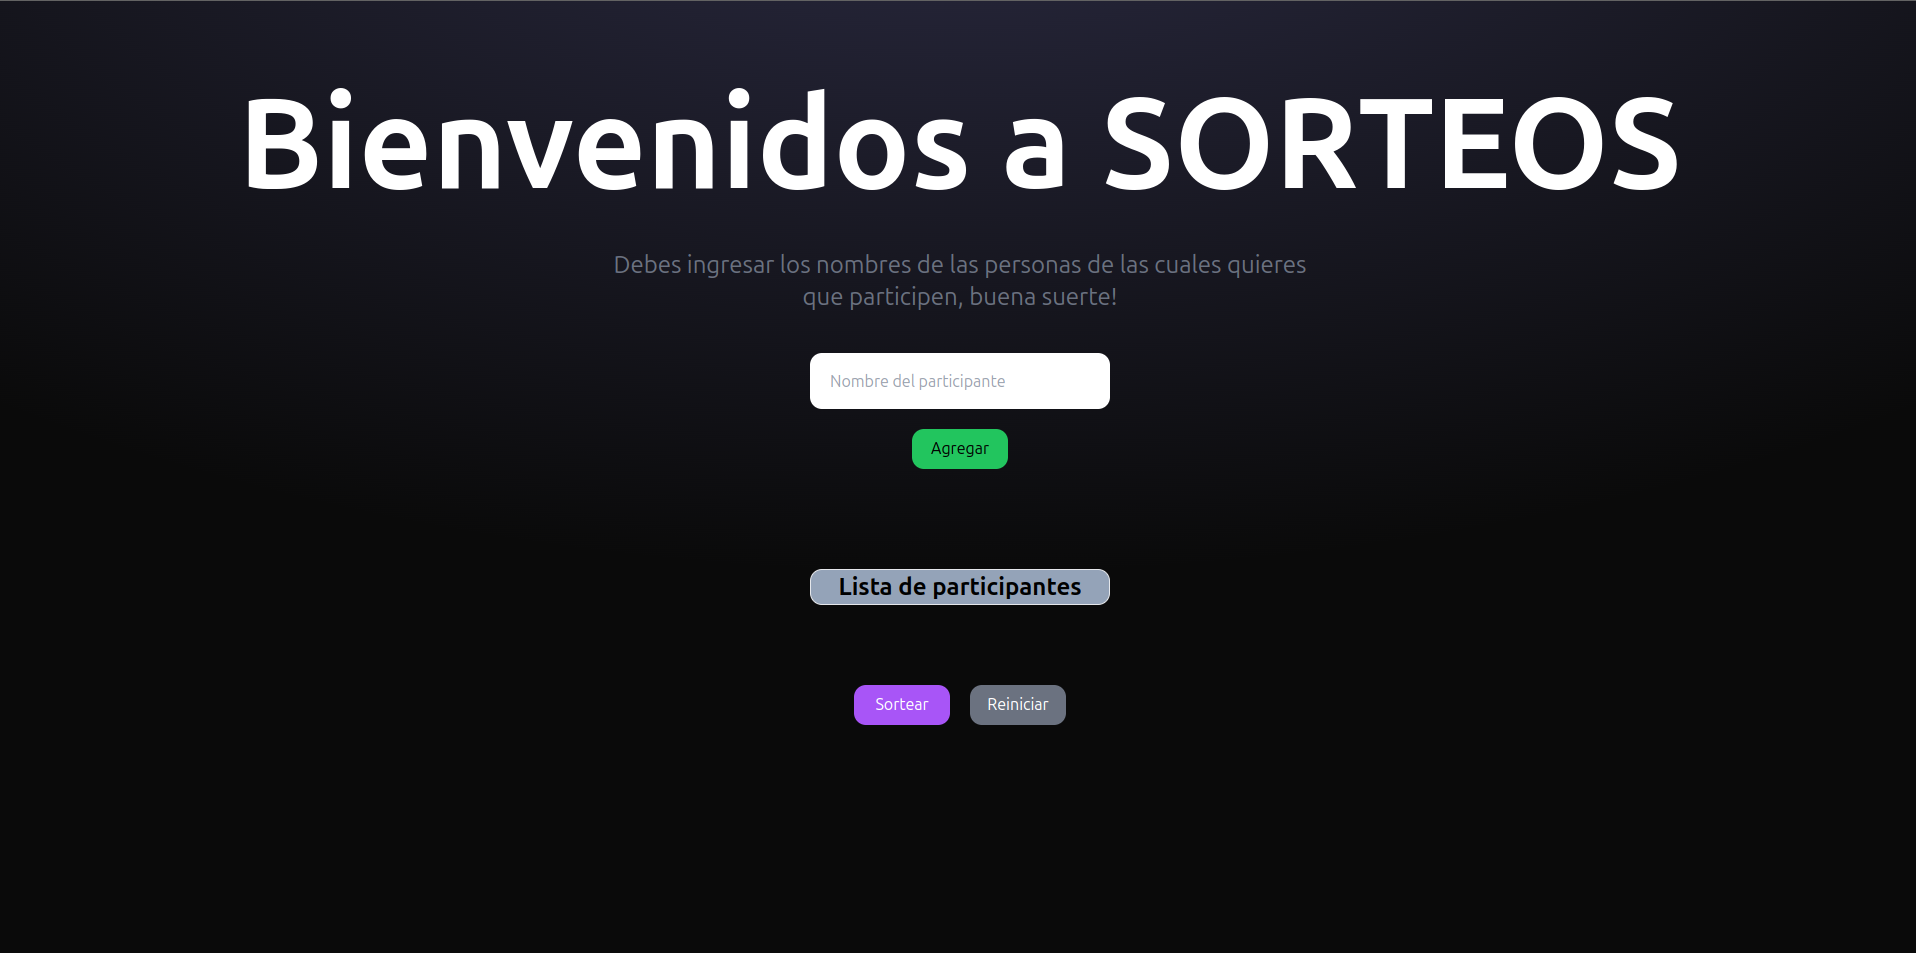 Bienvenidos a SORTEOS
Debes ingresar los nombres de las personas de las cuales quieres
que participen, buena suerte!
Nombre del participante
Agregar
Lista de participantes
Sortear
Reiniciar